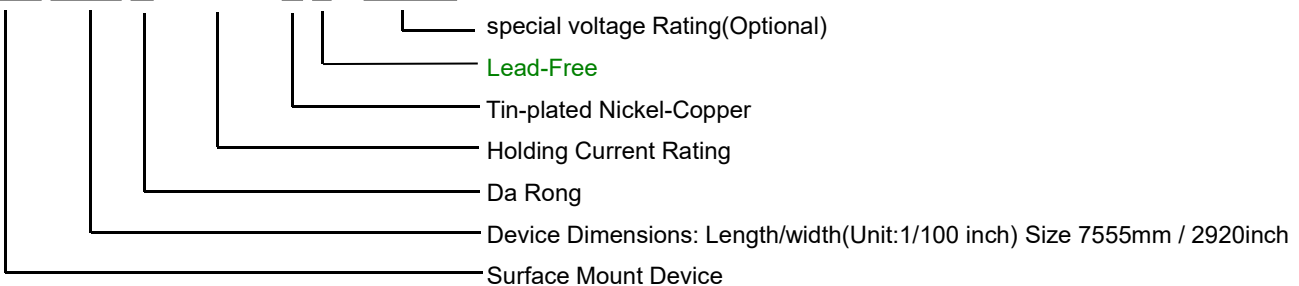 special voltage Rating(Optional)
Lead-Free
Tin-plated Nickel-Copper
Holding Current Rating
Da Rong
Device Dimensions: Length/width(Unit:1/100 inch) Size 7555mm / 2920inch
Surface Mount Device